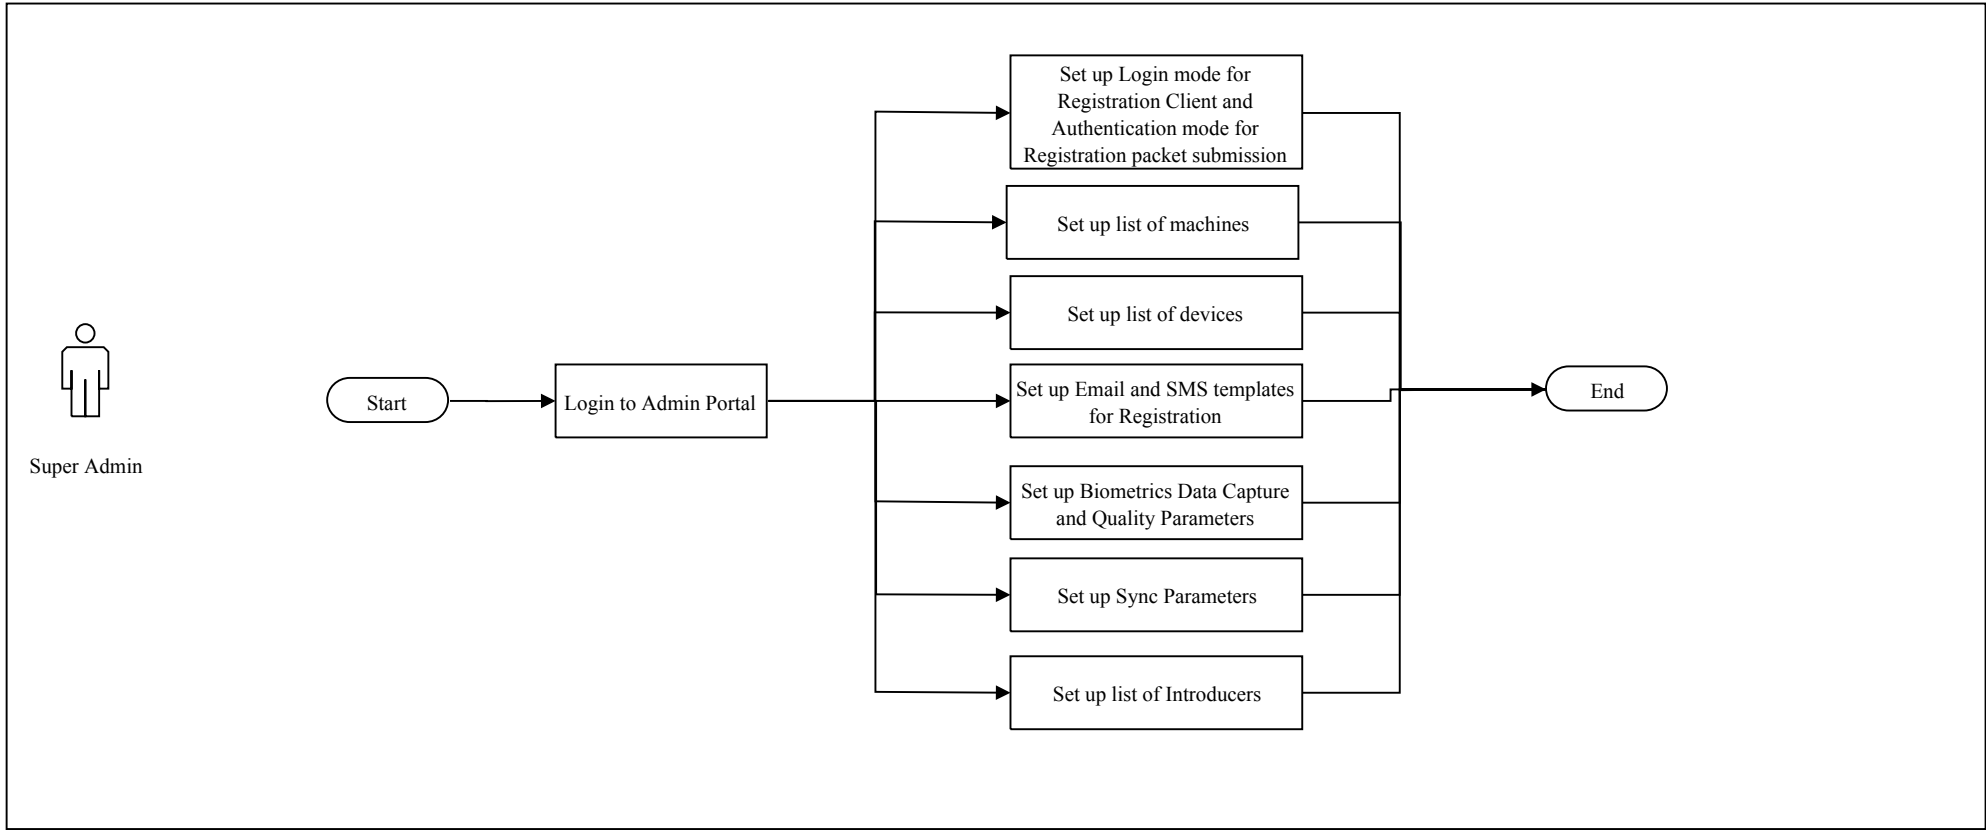 Super Admin
Start
Login to Admin Portal
Set up Login mode for
Registration Client and
Authentication mode for
Registration packet submission
Set up list of machines
Set up list of devices
Set up Email and SMS templates
for Registration
Set up Biometrics Data Capture
and Quality Parameters
Set up Sync Parameters
Set up list of Introducers
End